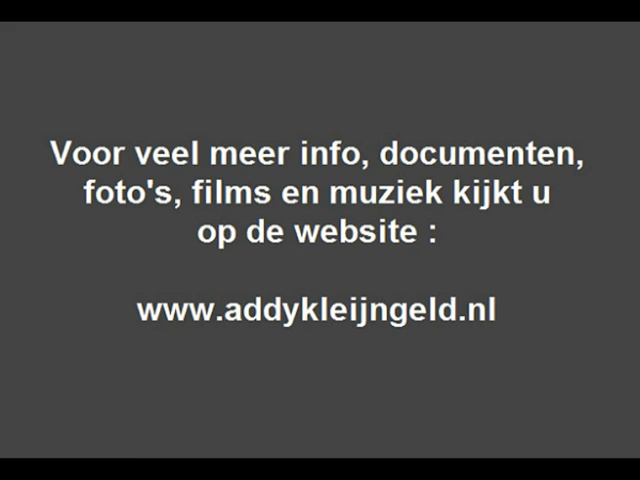 Voor veel meer info, documenten,
foto's, films en muziek kijkt u
op de website :
www.addykleijngeld.nl